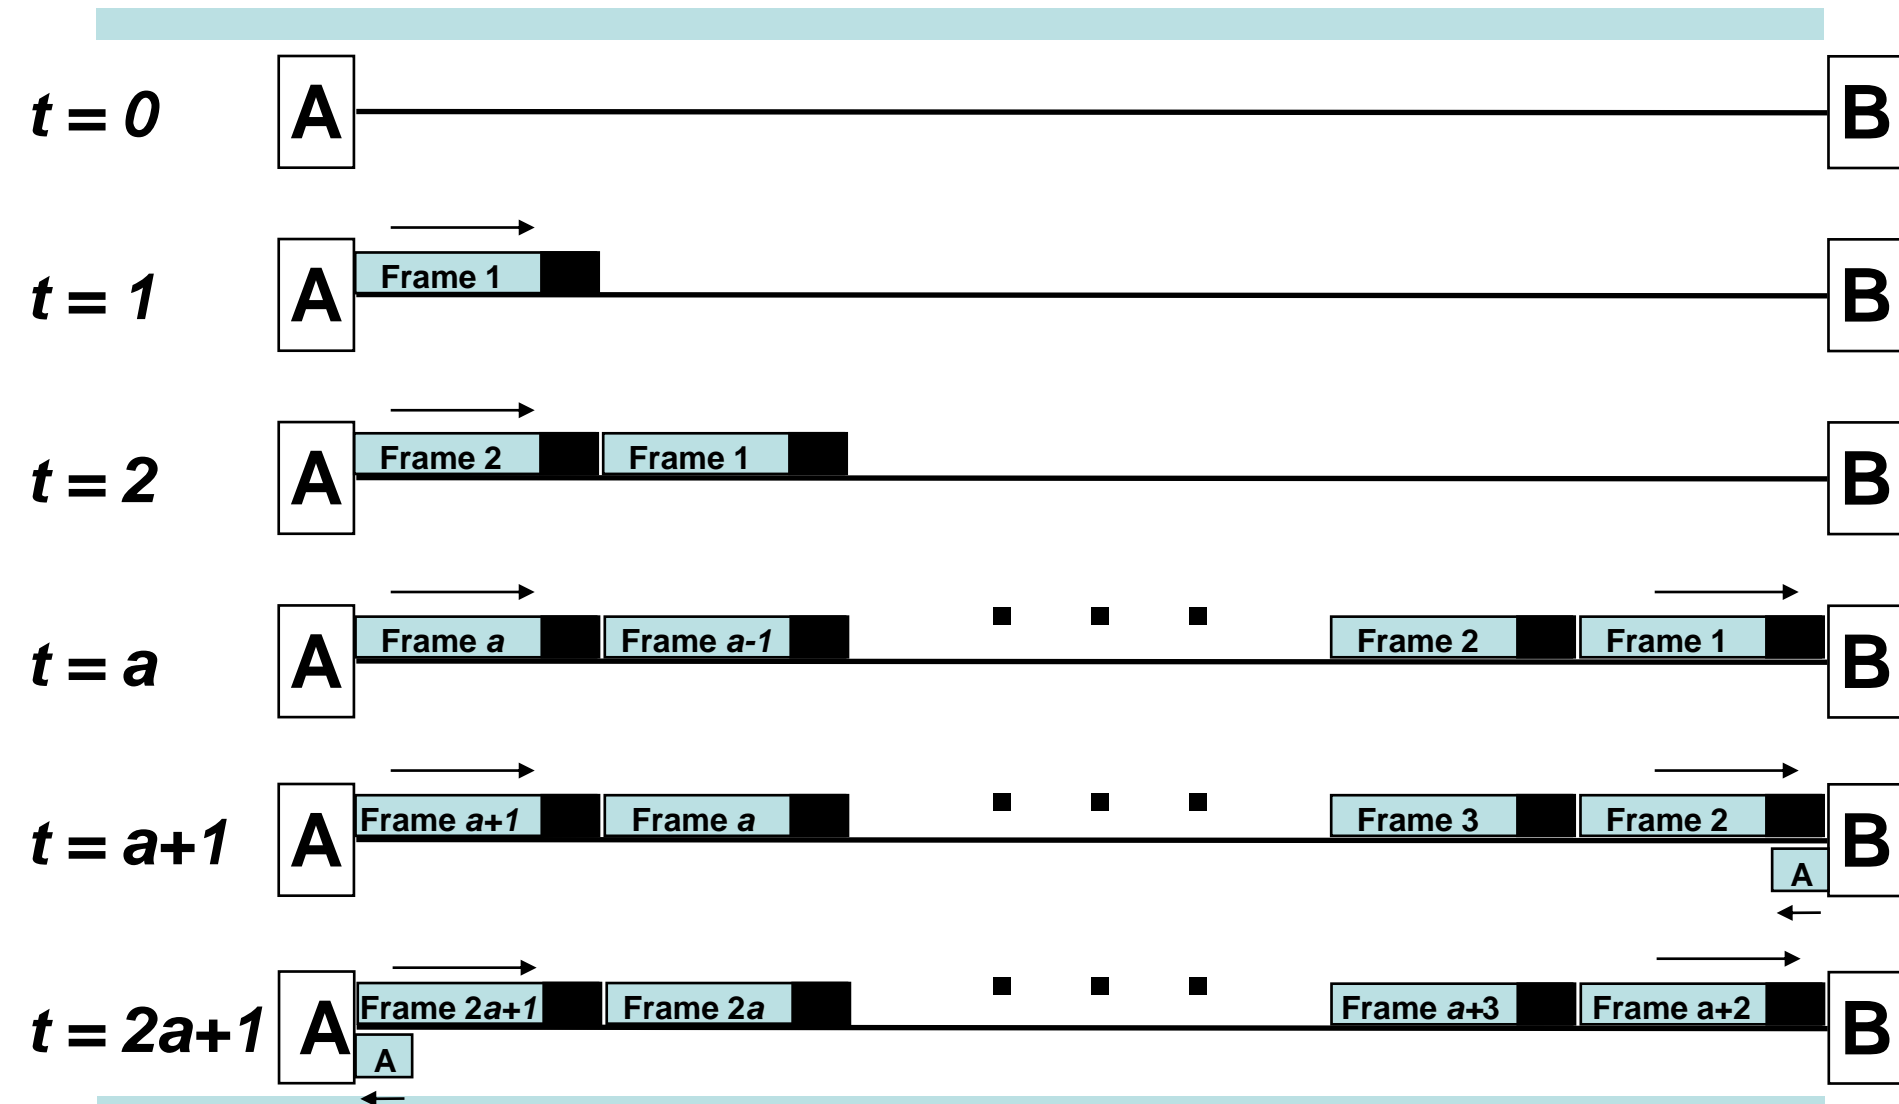 t = 0 A B
t = 1 A Frame 1 B
t = 2 A Frame 2 Frame 1 B
t = a A Frame a Frame a-1 Frame 2 Frame 1 B
t = a+1 A Frame a+1 Frame a Frame 3 Frame 2 B
A
t = 2a+1 A Frame 2a+1 Frame 2a Frame a+3 Frame a+2 B
A